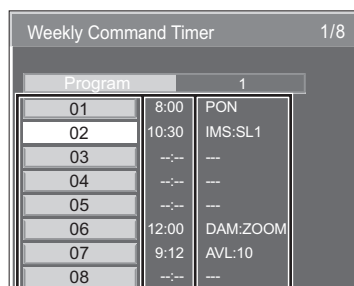 Weekly Command Timer 1/8
Program 1
01 8:00 PON
02 10:30 IMS:SL1
03 --:-- ---
04 --:-- ---
05 --:-- ---
06 12:00 DAM:ZOOM
07 9:12 AVL:10
08 --:-- ---